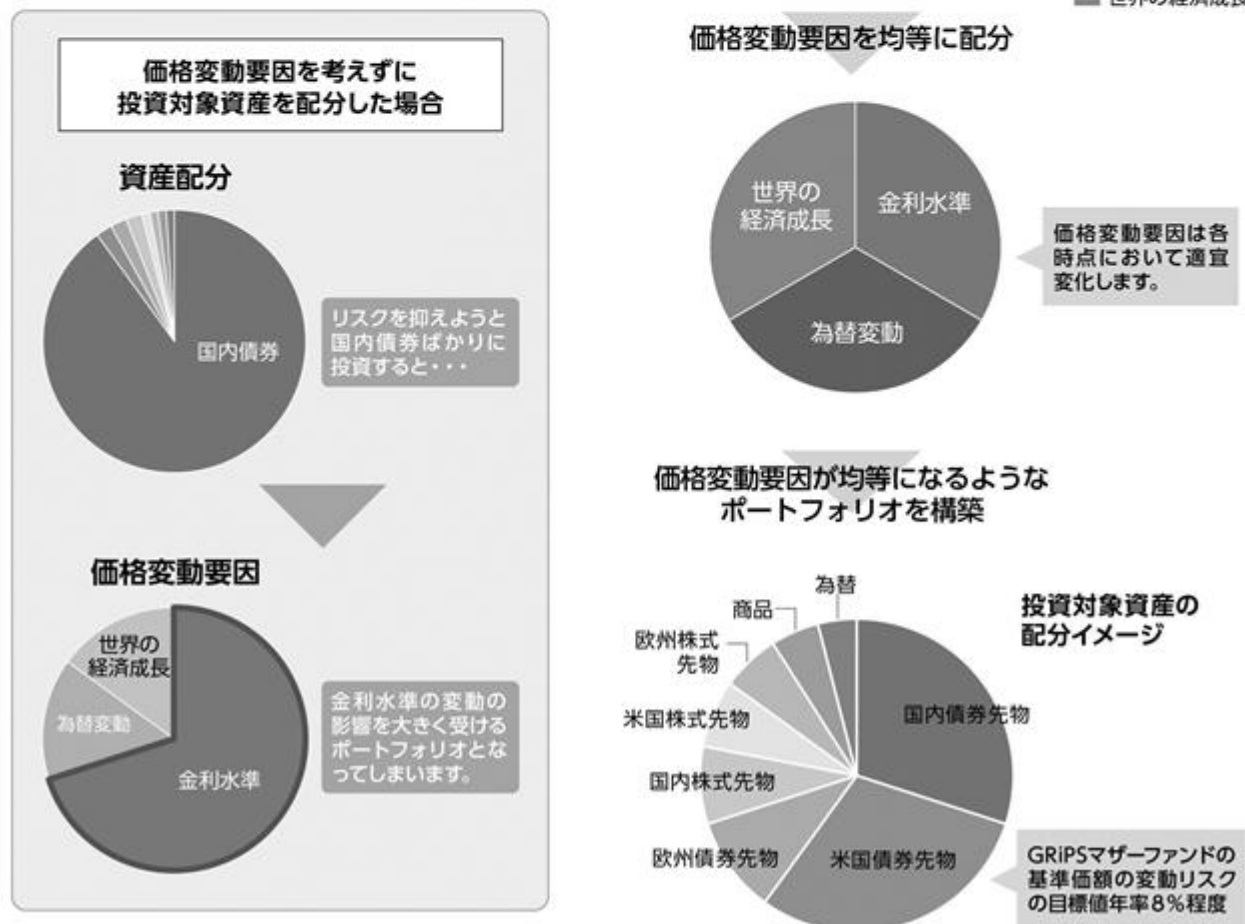 価格変動要因を考えずに
投資対象資産を配分した場合
資産配分
国内債券
リスクを抑えようと
国内債券ばかりに
投資すると・・・
価格変動要因
世界の
経済成長
為替変動
金利水準
金利水準の変動の
影響を大きく受ける
ポートフォリオとな
ってしまいます。
世界の経済成長
価格変動要因を均等に配分
世界の
経済成長
金利水準
為替変動
価格変動要因は各
時点において適宜
変化します。
価格変動要因が均等になるような
ポートフォリオを構築
投資対象資産の
配分イメージ
為替
商品
欧州株式
先物
米国株式先物
国内株式先物
欧州債券先物
米国債券先物
国内債券先物
GRiPSマザーファンドの
基準価額の変動リスク
の目標値年率8%程度